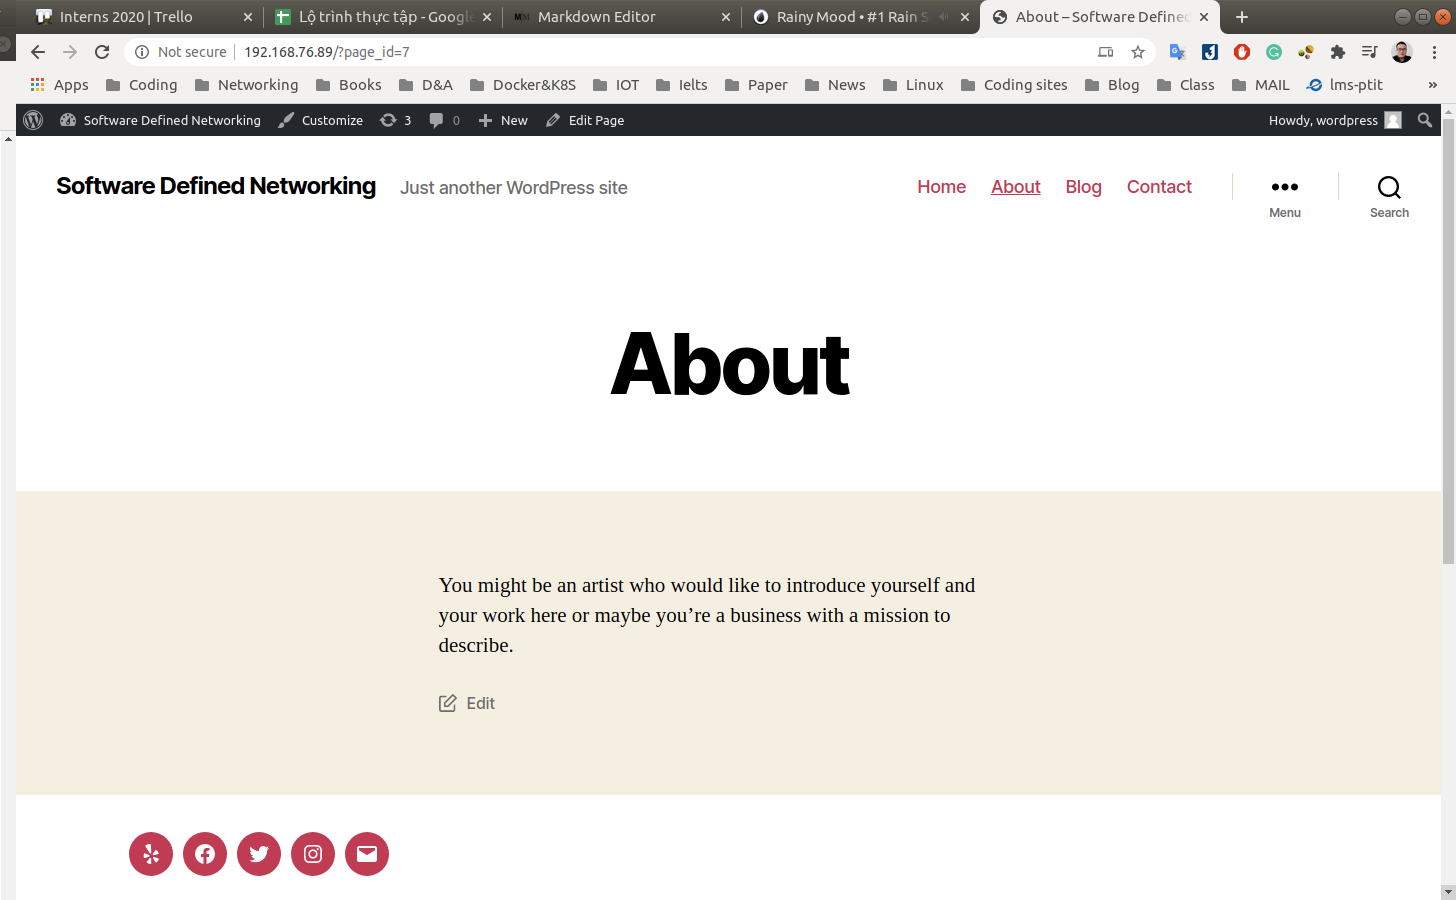 Interns 2020 | Trello
Lộ trình thực tập - Google
Markdown Editor
Rainy Mood • #1 Rain S
About – Software Defined
Not secure
192.168.76.89/?page_id=7
Apps
Coding
Networking
Books
D&A
Docker&K8S
IOT
Ielts
Paper
News
Linux
Coding sites
Blog
Class
MAIL
lms-ptit
»
Software Defined Networking
Customize
3
0
New
Edit Page
Howdy, wordpress
Software Defined Networking
Just another WordPress site
Home
About
Blog
Contact
Menu
Search
About
You might be an artist who would like to introduce yourself and
your work here or maybe you’re a business with a mission to
describe.
Edit